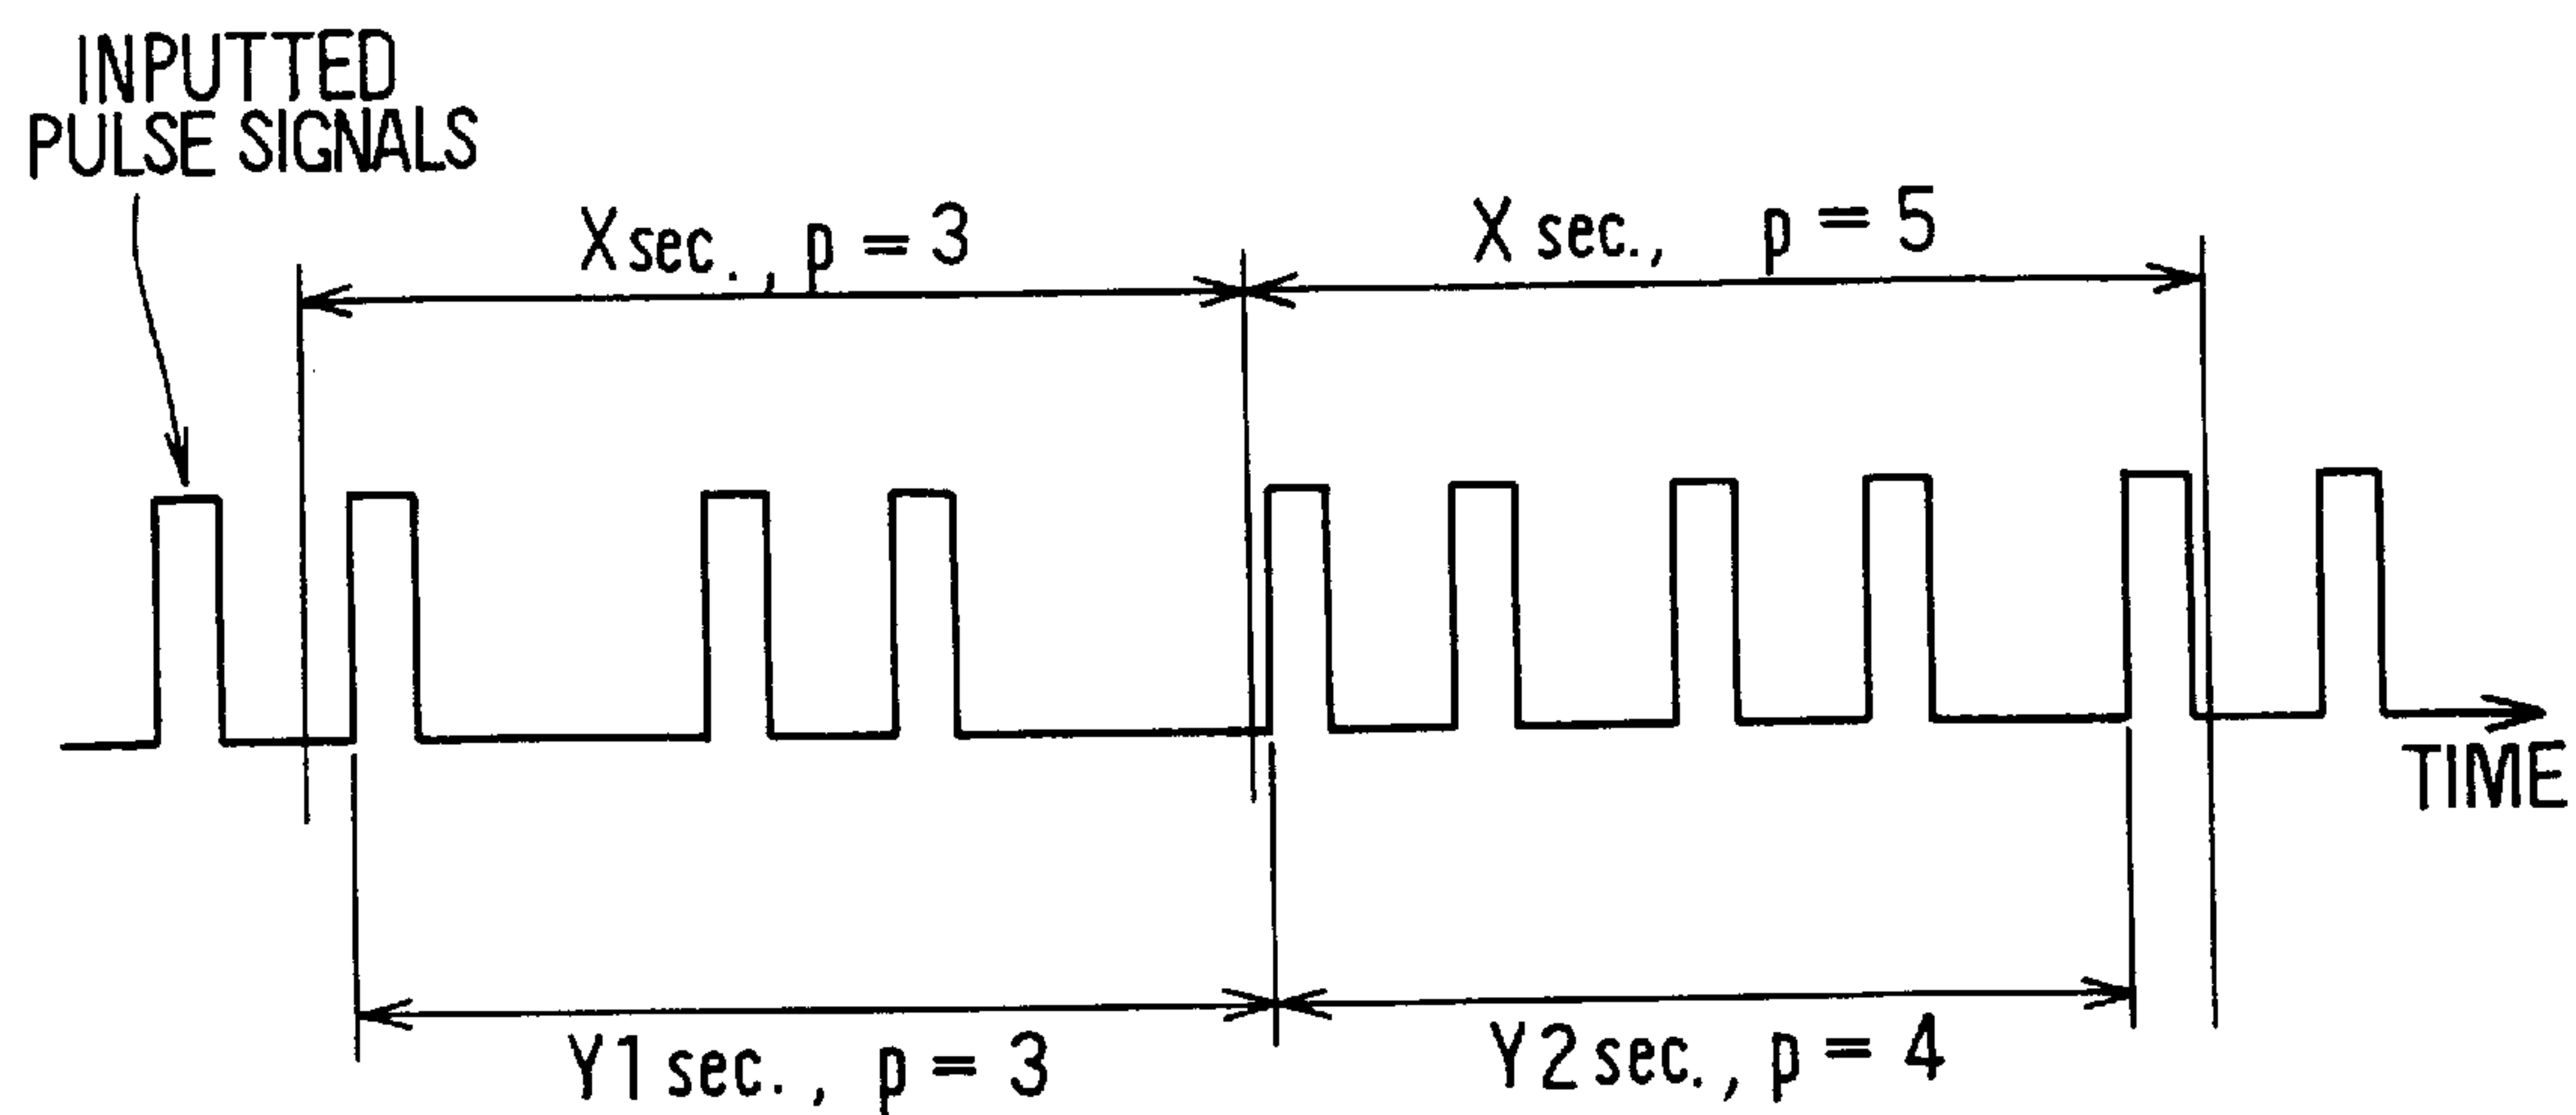 INPUTTED
PULSE SIGNALS
X sec., p = 3
X sec., p = 5
TIME
Y1 sec., p = 3
Y2 sec., p = 4